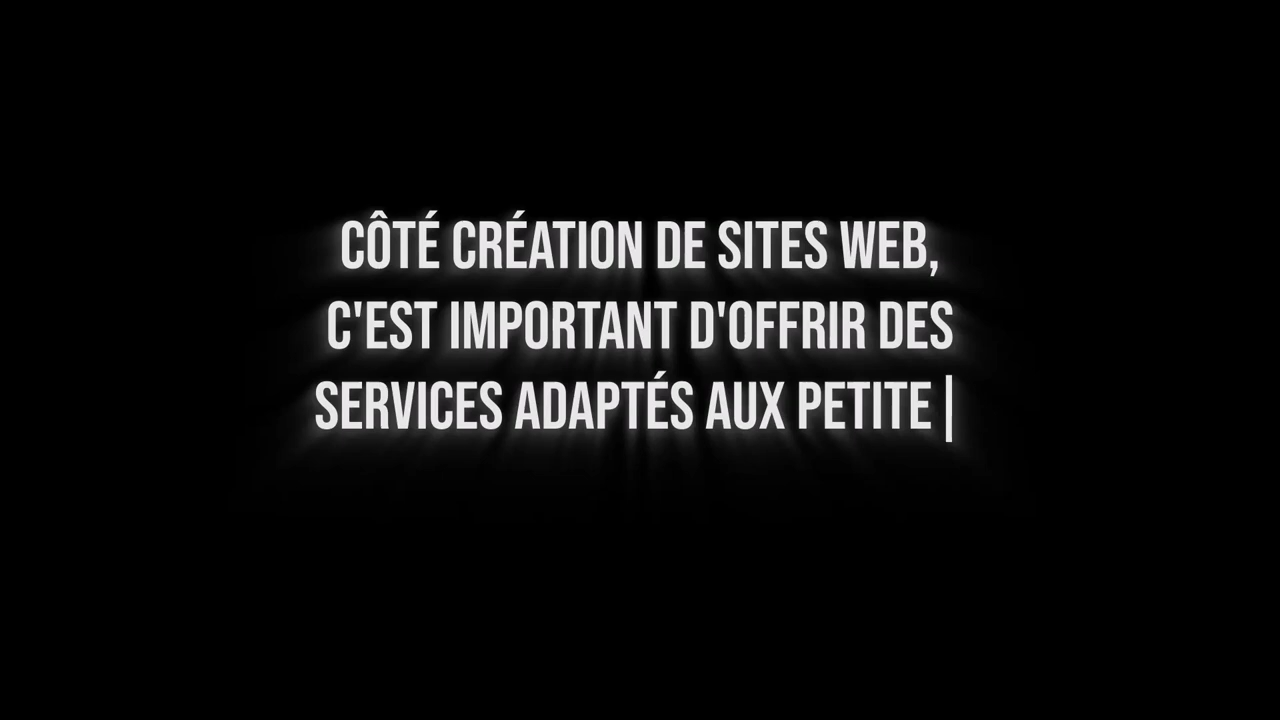 CÔTÉ CRÉATION DE SITES WEB,
C'EST IMPORTANT D'OFFRIR DES
SERVICES ADAPTÉS AUX PETITE |